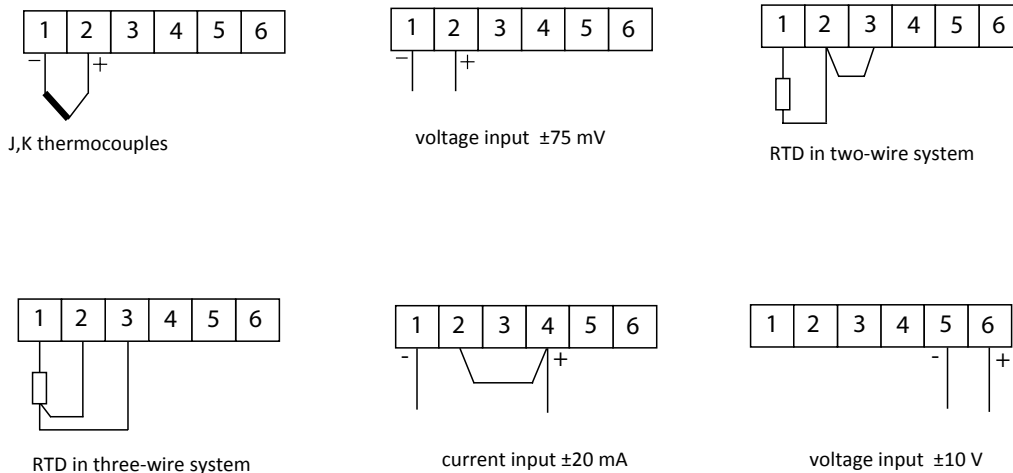 1 2 3 4 5 6
− +
J,K thermocouples
1 2 3 4 5 6
− +
voltage input ±75 mV
1 2 3 4 5 6
RTD in two-wire system
1 2 3 4 5 6
RTD in three-wire system
1 2 3 4 5 6
- +
current input ±20 mA
1 2 3 4 5 6
- +
voltage input ±10 V